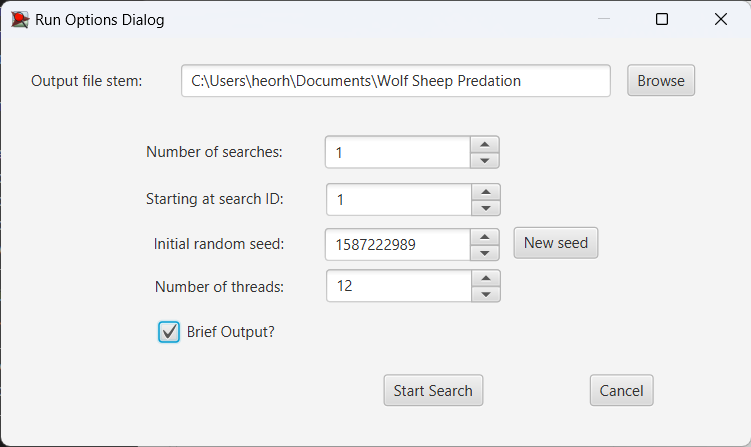 Run Options Dialog
Output file stem: C:\Users\heorh\Documents\Wolf Sheep Predation Browse
Number of searches: 1
Starting at search ID: 1
Initial random seed: 1587222989 New seed
Number of threads: 12
Brief Output?
Start Search Cancel